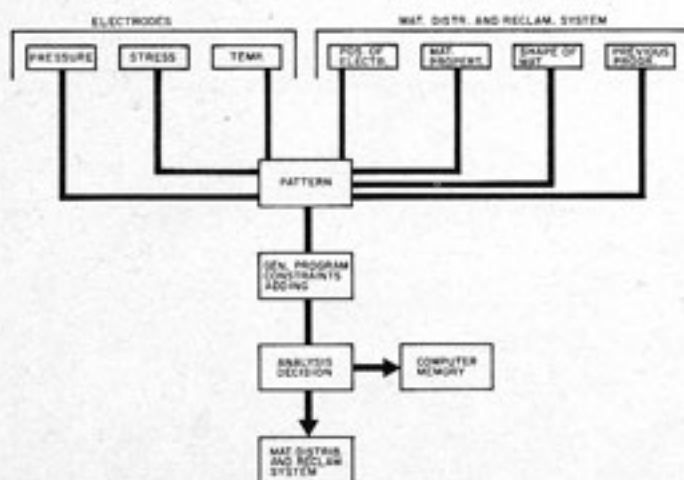 ELECTRODES
MAT. DISTR. AND RECLAM. SYSTEM
PRESSURE
STRESS
TEMP.
POS. OF
ELECTR.
MAT.
PROPERT.
SHAPE OF
MAT.
PREVIOUS
PROGR.
PATTERN
GEN. PROGRAM
CONSTRAINTS
ADDING
ANALYSIS
DECISION
COMPUTER
MEMORY
MAT. DISTRIB.
AND RECLAM.
SYSTEM